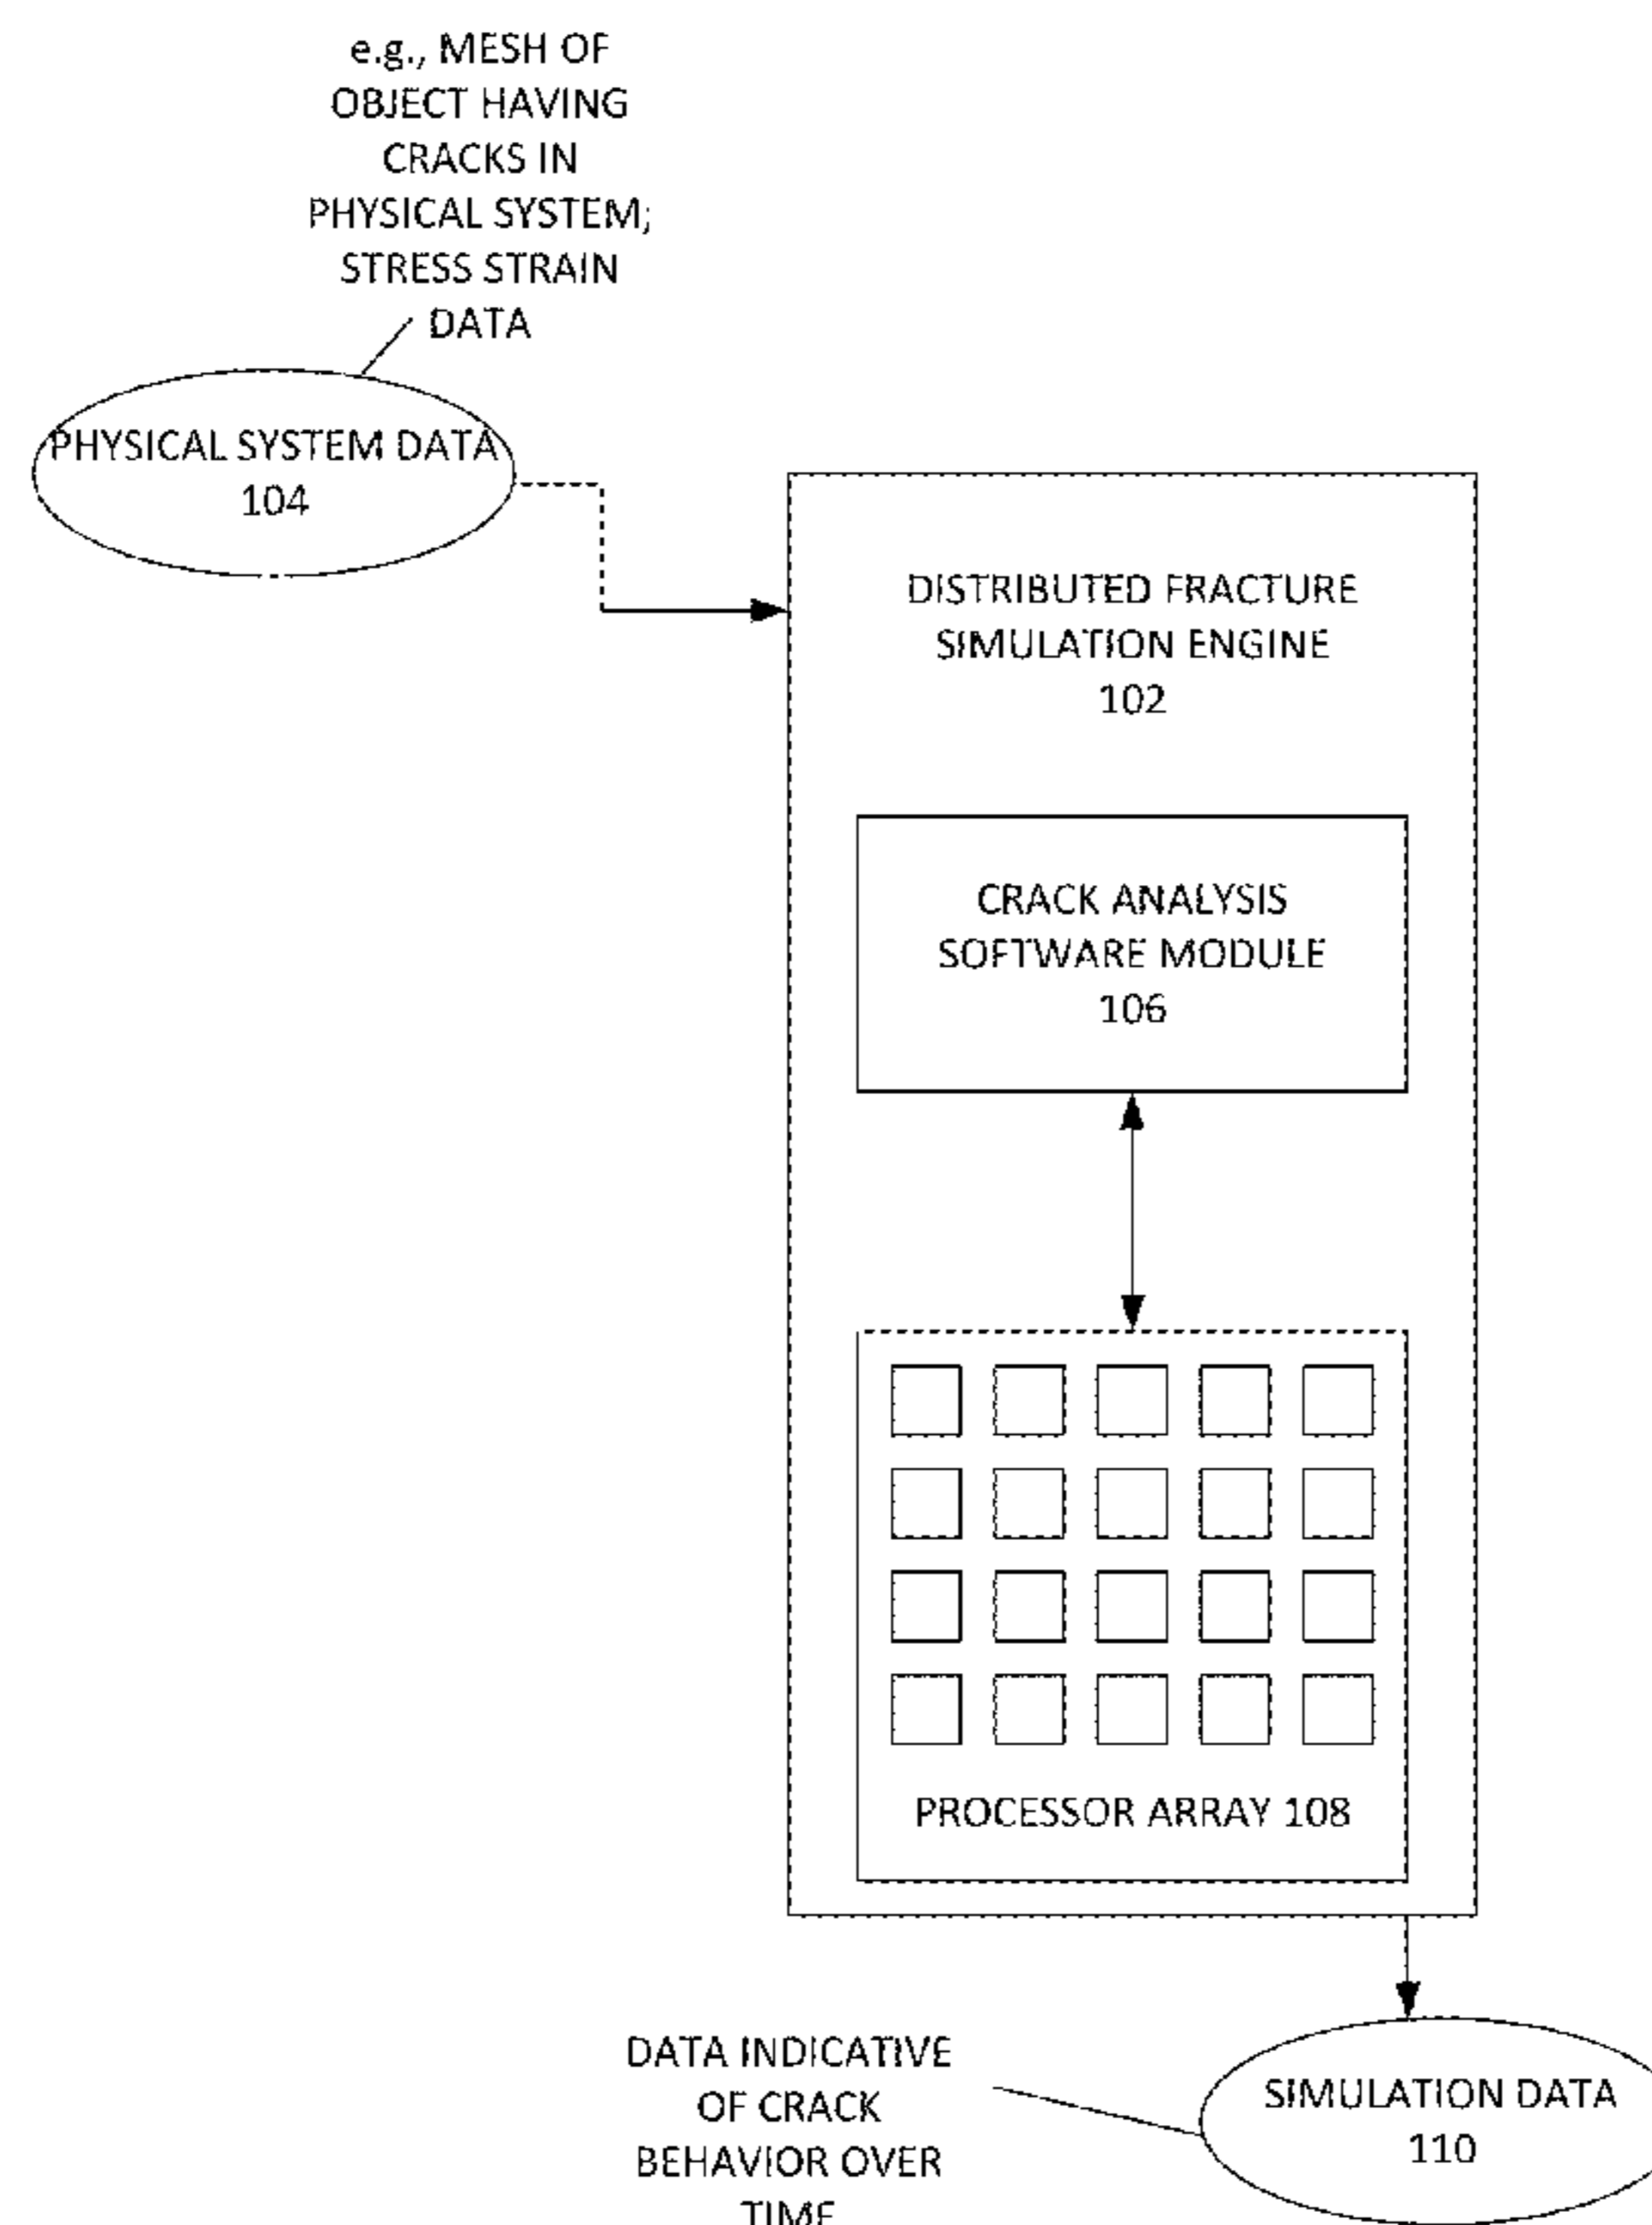 e.g., MESH OF
OBJECT HAVING
CRACKS IN
PHYSICAL SYSTEM;
STRESS STRAIN
DATA
PHYSICAL SYSTEM DATA
104
DISTRIBUTED FRACTURE
SIMULATION ENGINE
102
CRACK ANALYSIS
SOFTWARE MODULE
106
PROCESSOR ARRAY 108
DATA INDICATIVE
OF CRACK
BEHAVIOR OVER
TIME
SIMULATION DATA
110